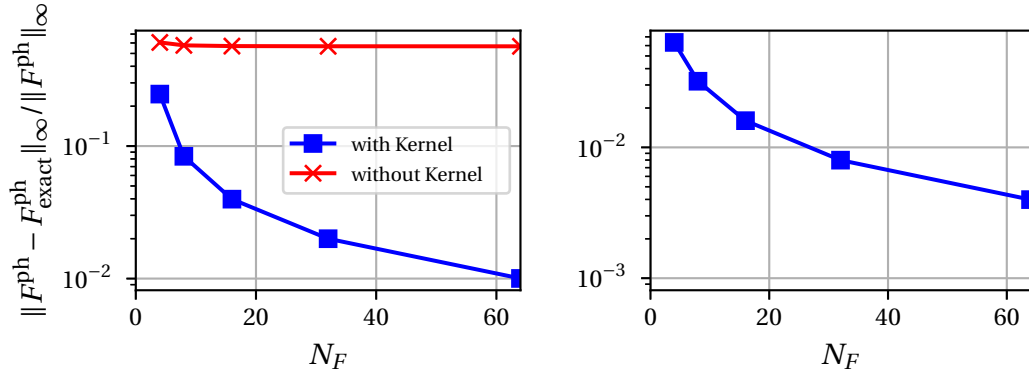 ‖F^ph − F^ph_exact‖_∞ / ‖F^ph‖_∞
10^−1
10^−2
with Kernel
without Kernel
0
20
40
60
N_F
10^−2
10^−3
0
20
40
60
N_F